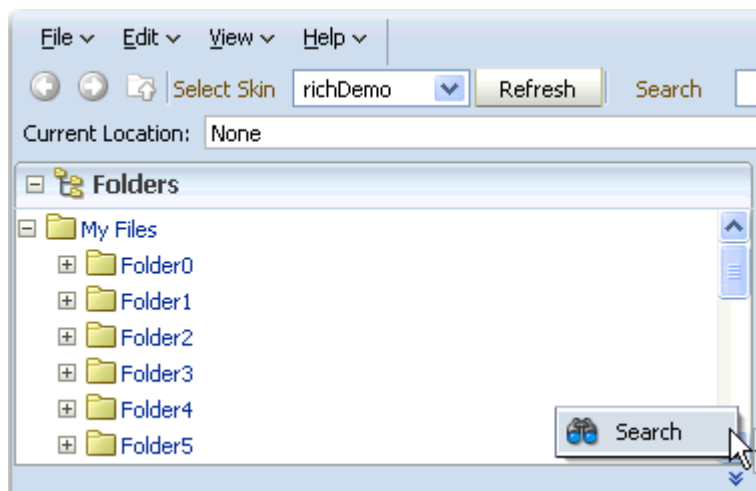 File Edit View Help
Select Skin richDemo Refresh Search
Current Location: None
Folders
My Files
Folder0
Folder1
Folder2
Folder3
Folder4
Folder5
Search